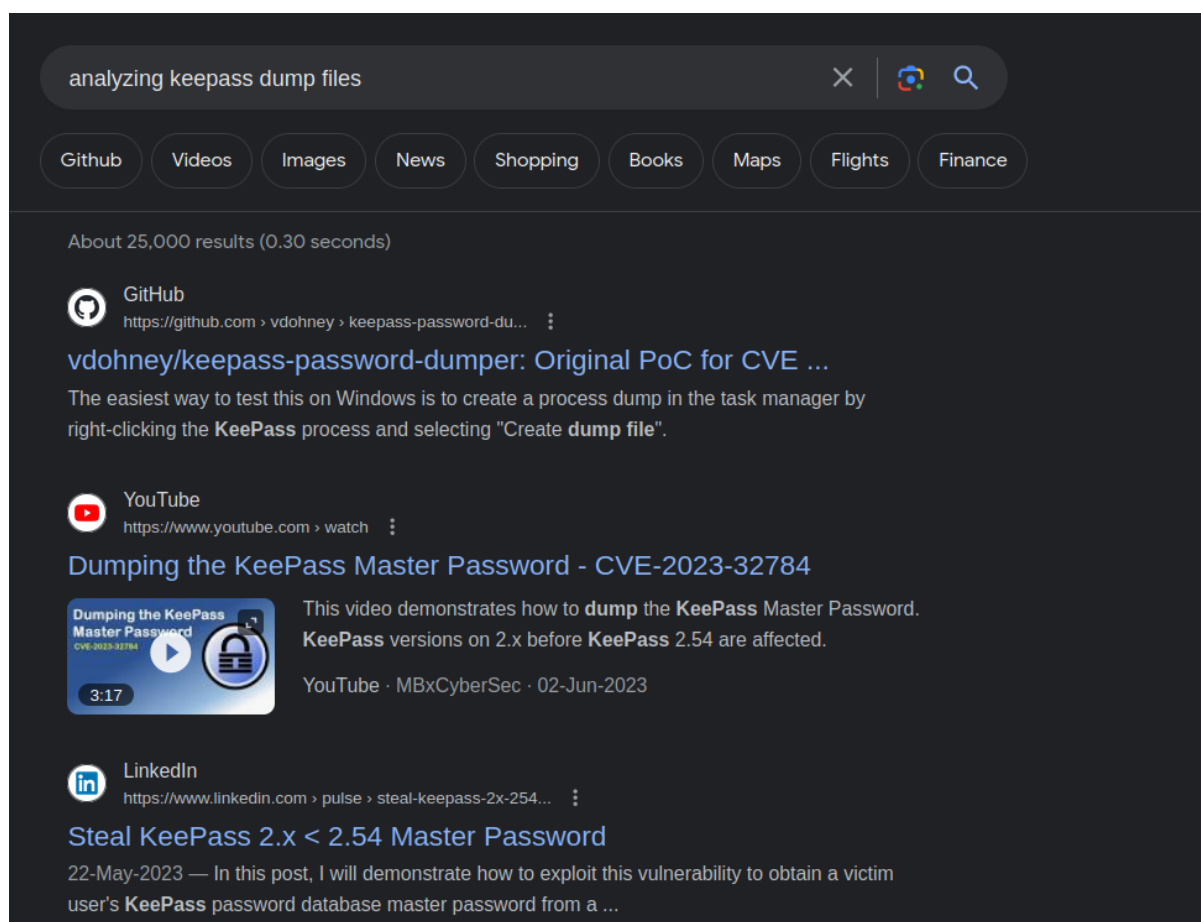 analyzing keepass dump files
Github Videos Images News Shopping Books Maps Flights Finance
About 25,000 results (0.30 seconds)
GitHub
https://github.com › vdohney › keepass-password-du...
vdohney/keepass-password-dumper: Original PoC for CVE ...
The easiest way to test this on Windows is to create a process dump in the task manager by
right-clicking the KeePass process and selecting "Create dump file".
YouTube
https://www.youtube.com › watch
Dumping the KeePass Master Password - CVE-2023-32784
Dumping the KeePass
Master Password
CVE-2023-32784
3:17
This video demonstrates how to dump the KeePass Master Password.
KeePass versions on 2.x before KeePass 2.54 are affected.
YouTube · MBxCyberSec · 02-Jun-2023
in
LinkedIn
https://www.linkedin.com › pulse › steal-keepass-2x-254...
Steal KeePass 2.x < 2.54 Master Password
22-May-2023 — In this post, I will demonstrate how to exploit this vulnerability to obtain a victim
user's KeePass password database master password from a ...